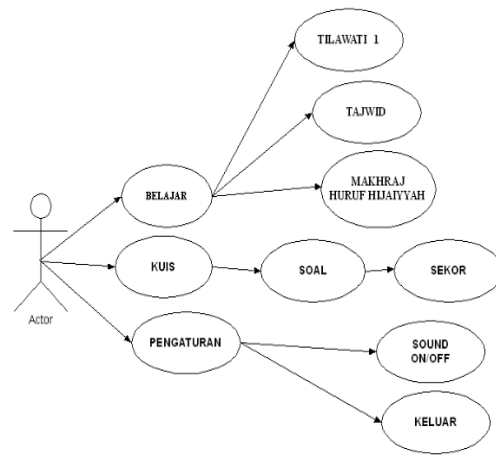 TILAWATI 1
TAJWID
MAKHRAJ
HURUF HIJAIYYAH
BELAJAR
KUIS
SOAL
SEKOR
Actor
PENGATURAN
SOUND
ON/OFF
KELUAR